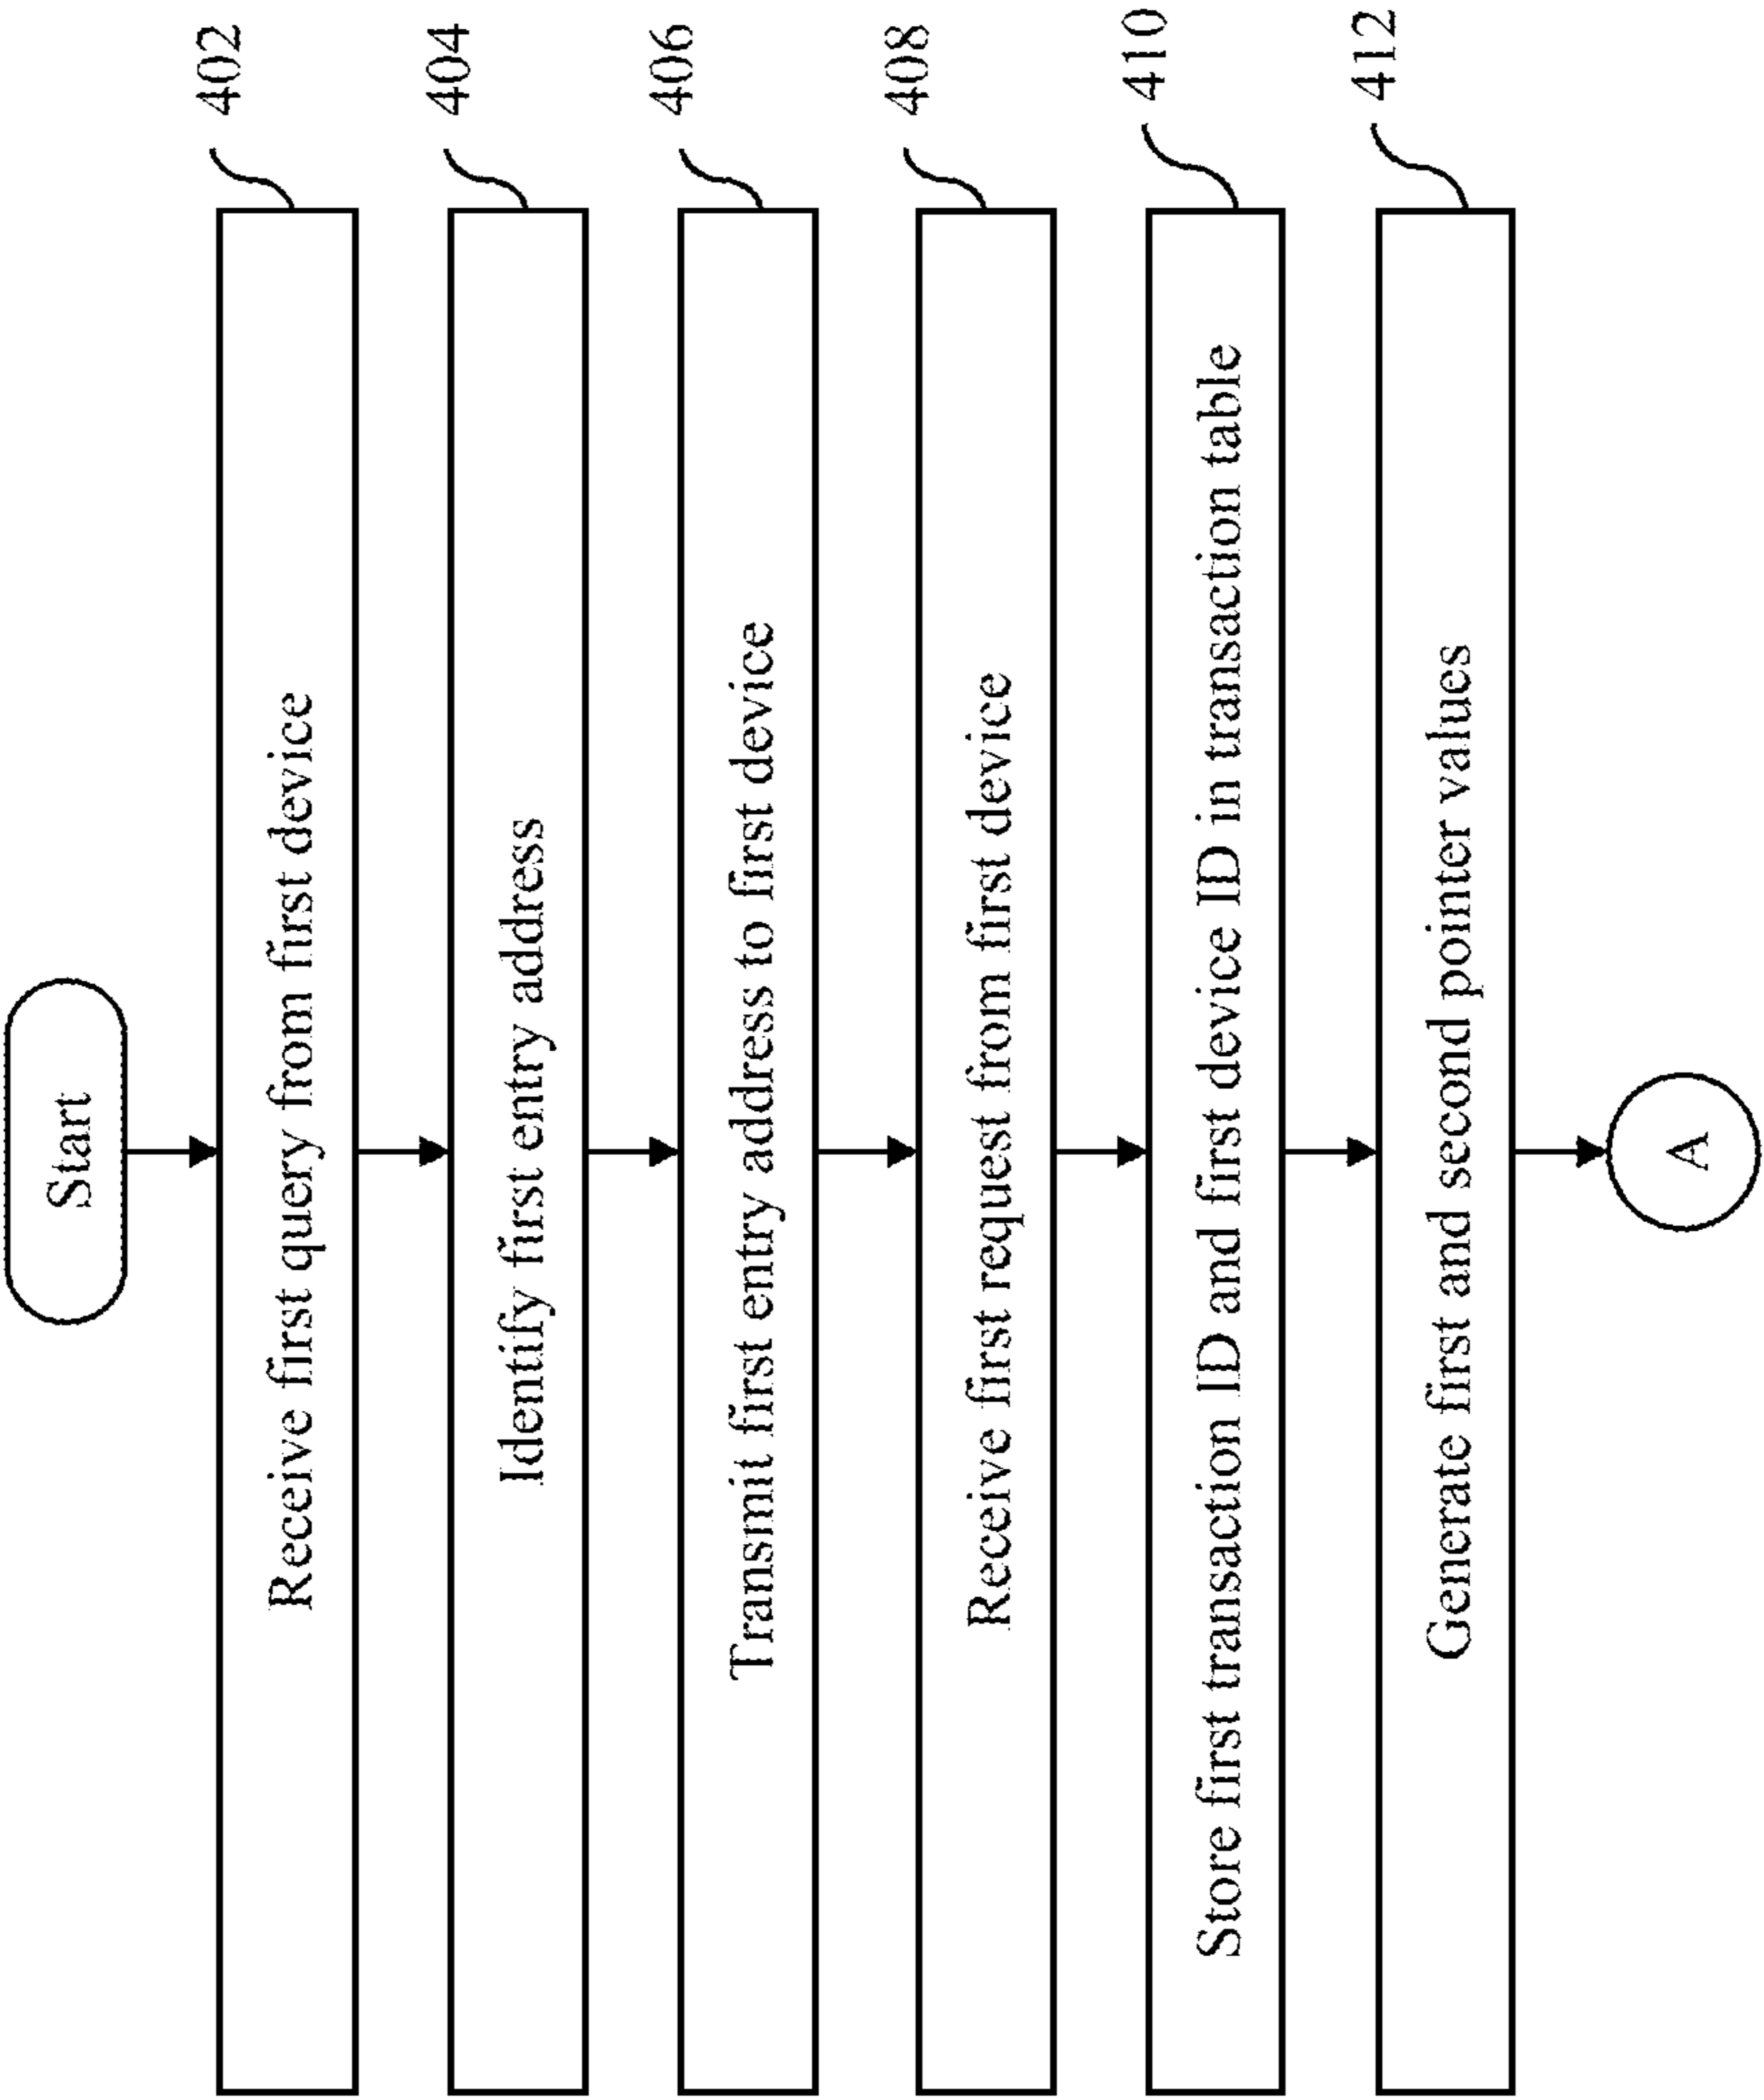 Start
402
Receive first query from first device
404
Identify first entry address
406
Transmit first entry address to first device
408
Receive first request from first device
410
Store first transaction ID and first device ID in transaction table
412
Generate first and second pointer values
A